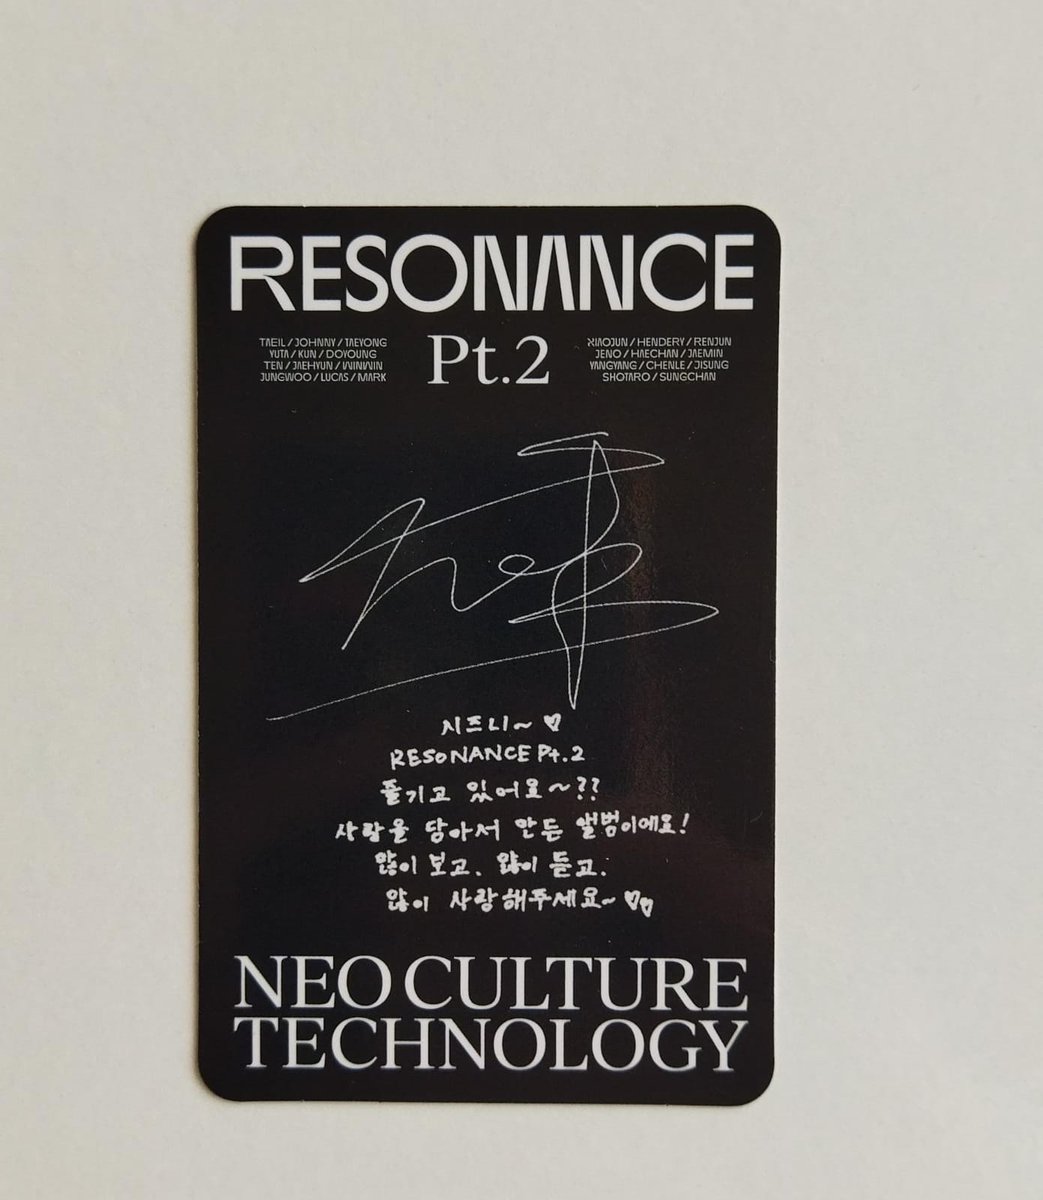 RESONANCE
TAEIL / JOHNNY / TAEYONG
YUTA / KUN / DOYOUNG
TEN / JAEHYUN / WINWIN
JUNGWOO / LUCAS / MARK
Pt.2
XIAOJUN / HENDERY / RENJUN
JENO / HAECHAN / JAEMIN
YANGYANG / CHENLE / JISUNG
SHOTARO / SUNGCHAN
시즈니~ ♡
RESONANCE Pt.2
즐기고 있어요~??
사랑을 담아서 만든 앨범이에요!
많이 보고, 많이 듣고,
많이 사랑해주세요~ ♡♡
NEO CULTURE
TECHNOLOGY